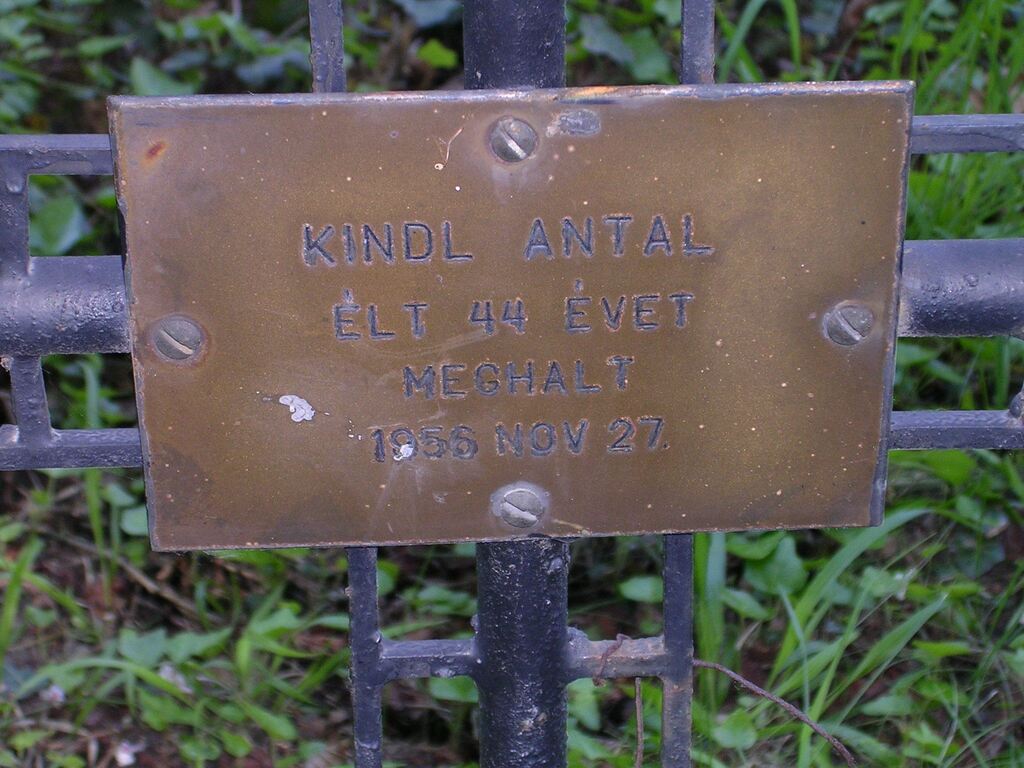 KINDL ANTAL
ÉLT 44 ÉVET
MEGHALT
1956 NOV 27.